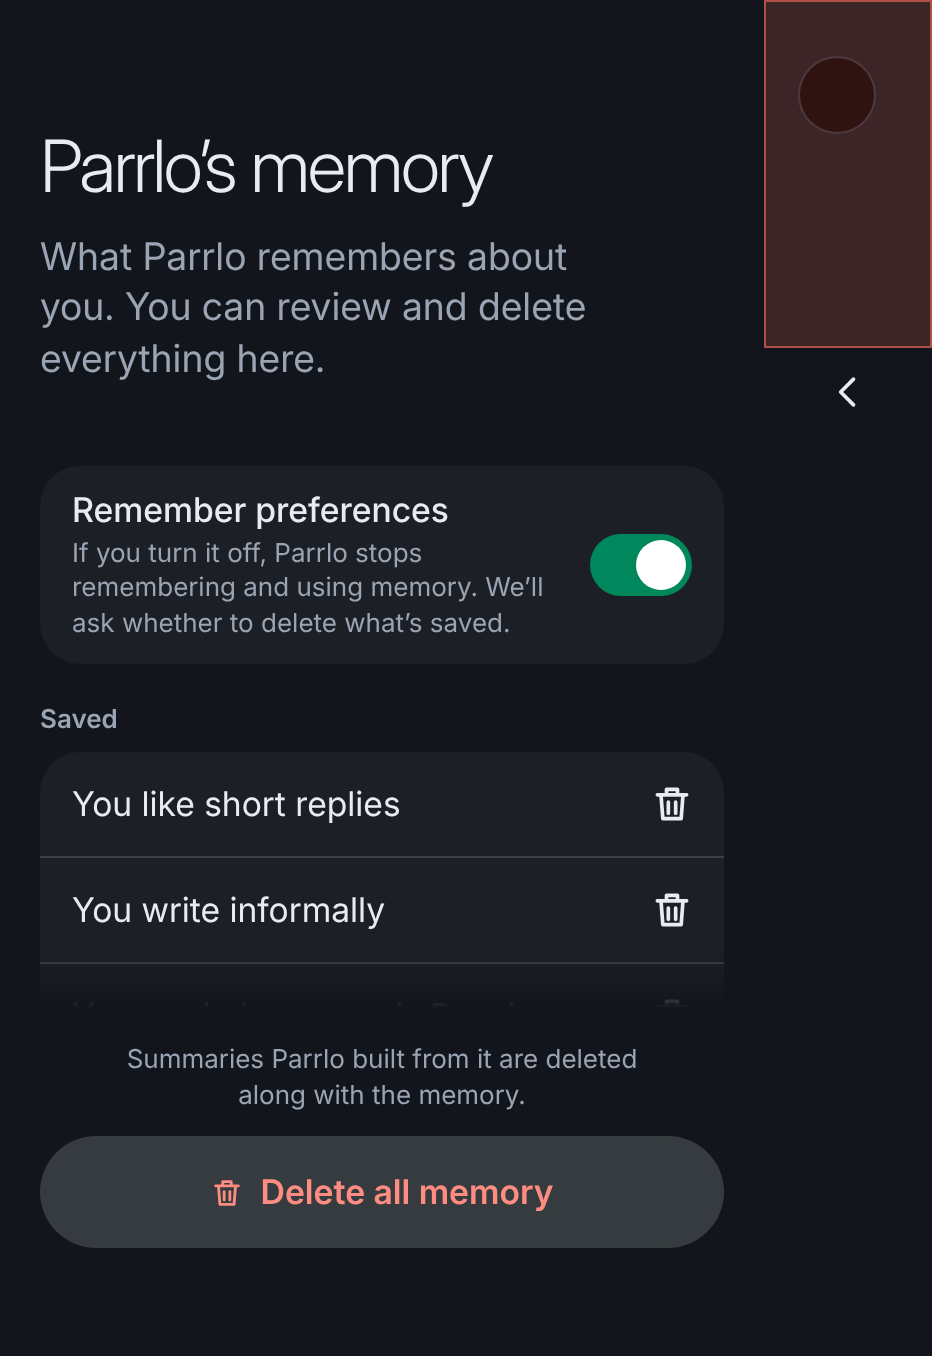 Parrlo’s memory
What Parrlo remembers about
you. You can review and delete
everything here.
Remember preferences
If you turn it off, Parrlo stops
remembering and using memory. We’ll
ask whether to delete what’s saved.
Saved
You like short replies
You write informally
Summaries Parrlo built from it are deleted
along with the memory.
Delete all memory